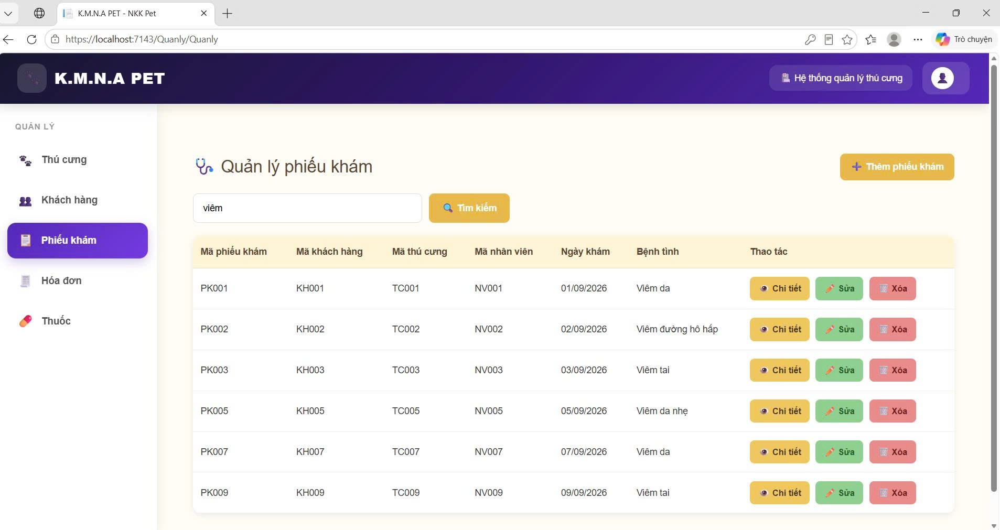 K.M.N.A PET - NKK Pet
https://localhost:7143/Quanly/Quanly
Trò chuyện
K.M.N.A PET
Hệ thống quản lý thú cưng
QUẢN LÝ
Thú cưng
Khách hàng
Phiếu khám
Hóa đơn
Thuốc
Quản lý phiếu khám
Thêm phiếu khám
viêm
Tìm kiếm
Mã phiếu khám Mã khách hàng Mã thú cưng Mã nhân viên Ngày khám Bệnh tình Thao tác
PK001 KH001 TC001 NV001 01/09/2026 Viêm da Chi tiết Sửa Xóa
PK002 KH002 TC002 NV002 02/09/2026 Viêm đường hô hấp Chi tiết Sửa Xóa
PK003 KH003 TC003 NV003 03/09/2026 Viêm tai Chi tiết Sửa Xóa
PK005 KH005 TC005 NV005 05/09/2026 Viêm da nhẹ Chi tiết Sửa Xóa
PK007 KH007 TC007 NV007 07/09/2026 Viêm da Chi tiết Sửa Xóa
PK009 KH009 TC009 NV009 09/09/2026 Viêm tai Chi tiết Sửa Xóa